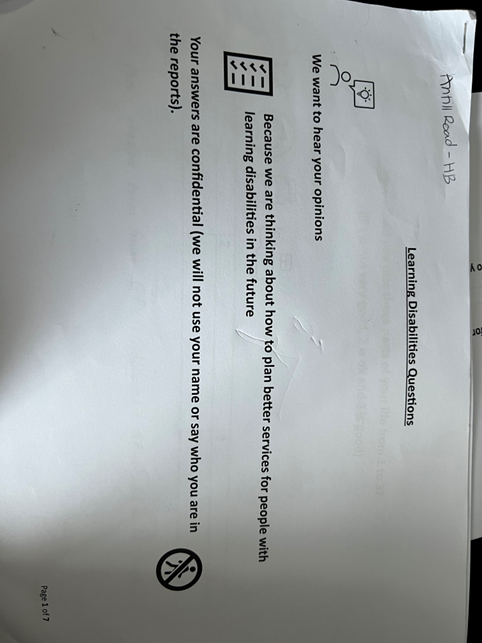 Antill Road - HB
Learning Disabilities Questions
We want to hear your opinions
Because we are thinking about how to plan better services for people with
learning disabilities in the future
Your answers are confidential (we will not use your name or say who you are in
the reports).
Page 1 of 7